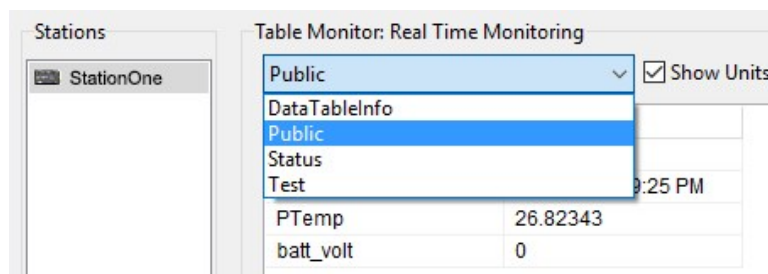 Stations
Table Monitor: Real Time Monitoring
StationOne
Public
Show Units
DataTableInfo
Public
Status
Test
:25 PM
PTemp 26.82343
batt_volt 0